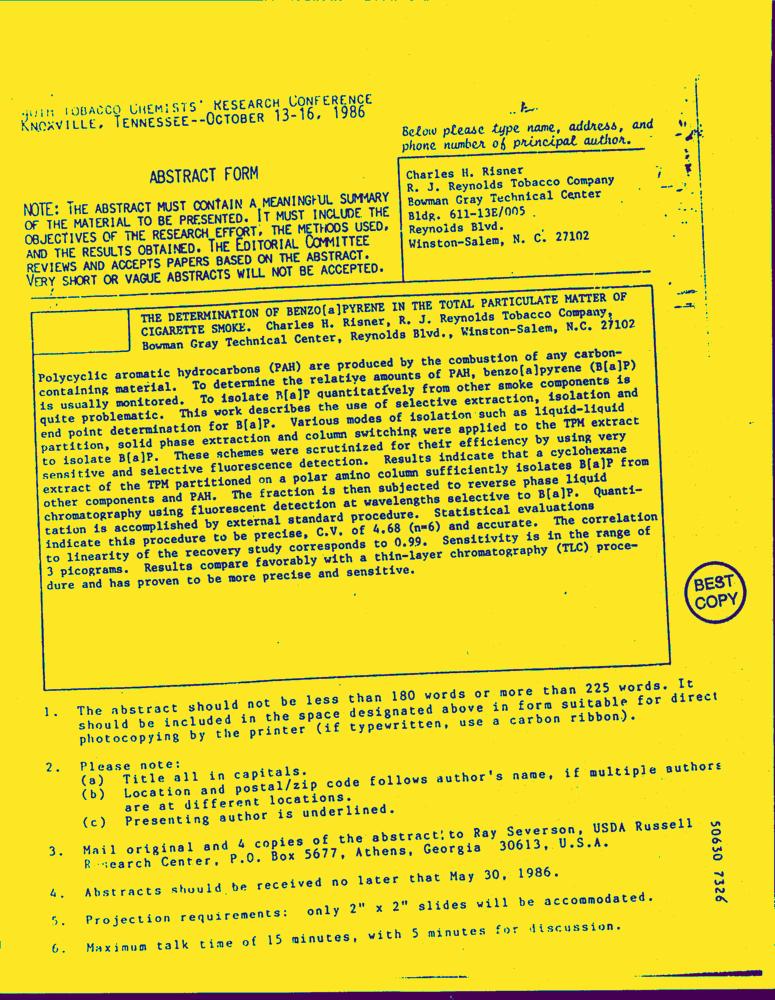 TOBACCO CHEMISTS' RESEARCH CONFERENCE
KNOXVILLE, TENNESSEE--OCTOBER 13-16, 1986
Below please type name, address, and
phone number of principal author.
ABSTRACT FORM
NOTE: THE ABSTRACT MUST CONTAIN A MEANINGFUL SUMMARY
OF THE MATERIAL TO BE PRESENTED. IT MUST INCLUDE THE
OBJECTIVES OF THE RESEARCH EFFORT, THE METHODS USED,
AND THE RESULTS OBTAINED. THE EDITORIAL COMMITTEE
REVIEWS AND ACCEPTS PAPERS BASED ON THE ABSTRACT.
VERY SHORT OR VAGUE ABSTRACTS WILL NOT BE ACCEPTED.
Charles H. Risner
R. J. Reynolds Tobacco Company
Bowman Gray Technical Center
Bldg. 611-13E/005
Reynolds Blvd.
Winston-Salem, N. C. 27102
THE DETERMINATION OF BENZO[a]PYRENE IN THE TOTAL PARTICULATE MATTER OF
CIGARETTE SMOKE. Charles H. Risner, R. J. Reynolds Tobacco Company,
Bowman Gray Technical Center, Reynolds Blvd., Winston-Salem, N.C. 27102
Polycyclic aromatic hydrocarbons (PAH) are produced by the combustion of any carbon-
containing material. To determine the relative amounts of PAH, benzo[a]pyrene (B[a]P)
is usually monitored. To isolate B[a]P quantitatively from other smoke components is
quite problematic. This work describes the use of selective extraction, isolation and
end point determination for B[a]P. Various modes of isolation such as liquid-liquid
partition, solid phase extraction and column switching were applied to the TPM extract
to isolate B[a]P. These schemes were scrutinized for their efficiency by using very
sensitive and selective fluorescence detection. Results indicate that a cyclohexane
extract of the TPM partitioned on a polar amino column sufficiently isolates B[a]P from
other components and PAH. The fraction is then subjected to reverse phase liquid
chromatography using fluorescent detection at wavelengths selective to B[a]P. Quanti-
tation is accomplished by external standard procedure. Statistical evaluations
indicate this procedure to be precise, C.V. of 4.68 (n=6) and accurate. The correlation
to linearity of the recovery study corresponds to 0.99. Sensitivity is in the range of
3 picograms. Results compare favorably with a thin-layer chromatography (TLC) proce-
dure and has proven to be more precise and sensitive.
BEST
COPY
1. The abstract should not be less than 180 words or more than 225 words. It
should be included in the space designated above in form suitable for direct
photocopying by the printer (if typewritten, use a carbon ribbon).
2. Please note:
(a) Title all in capitals.
(b) Location and postal/zip code follows author's name, if multiple authors
are at different locations.
(c) Presenting author is underlined.
3. Mail original and 4 copies of the abstract to Ray Severson, USDA Russell
Research Center, P.O. Box 5677, Athens, Georgia 30613, U.S.A.
4. Abstracts should be received no later that May 30, 1986.
5. Projection requirements: only 2" x 2" slides will be accommodated.
6. Maximum talk time of 15 minutes, with 5 minutes for discussion.
50630 7326